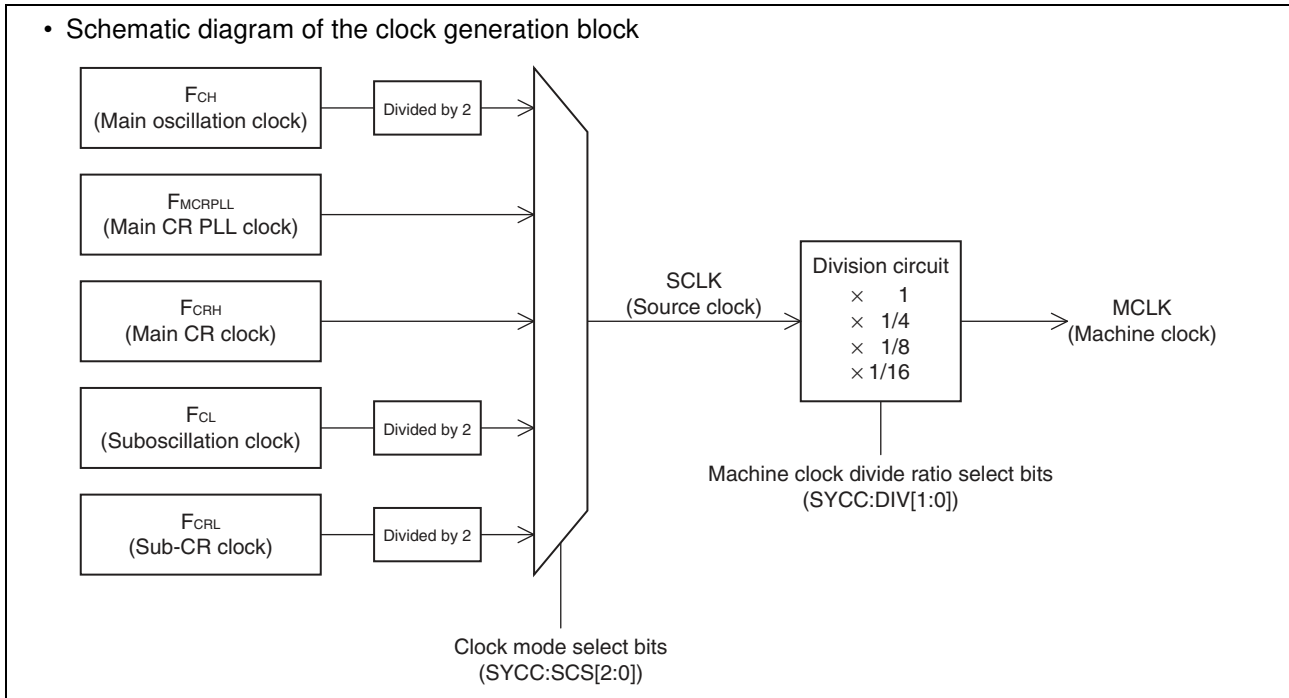 • Schematic diagram of the clock generation block
FCH
(Main oscillation clock)
Divided by 2
FMCRPLL
(Main CR PLL clock)
FCRH
(Main CR clock)
FCL
(Suboscillation clock)
Divided by 2
FCRL
(Sub-CR clock)
Divided by 2
Clock mode select bits
(SYCC:SCS[2:0])
SCLK
(Source clock)
Division circuit
× 1
× 1/4
× 1/8
× 1/16
Machine clock divide ratio select bits
(SYCC:DIV[1:0])
MCLK
(Machine clock)